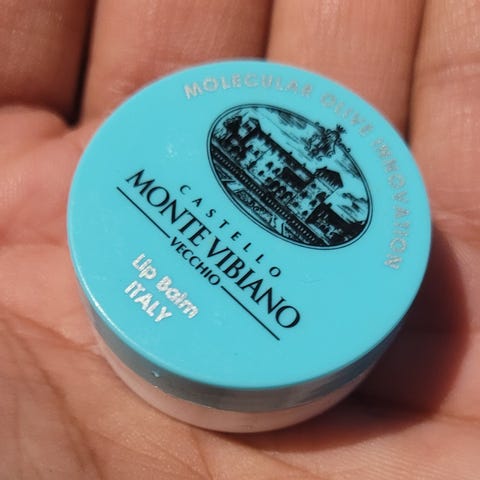 MOLECULAR OLIVE INNOVATION
CASTELLO
MONTE VIBIANO
VECCHIO
Lip Balm
ITALY